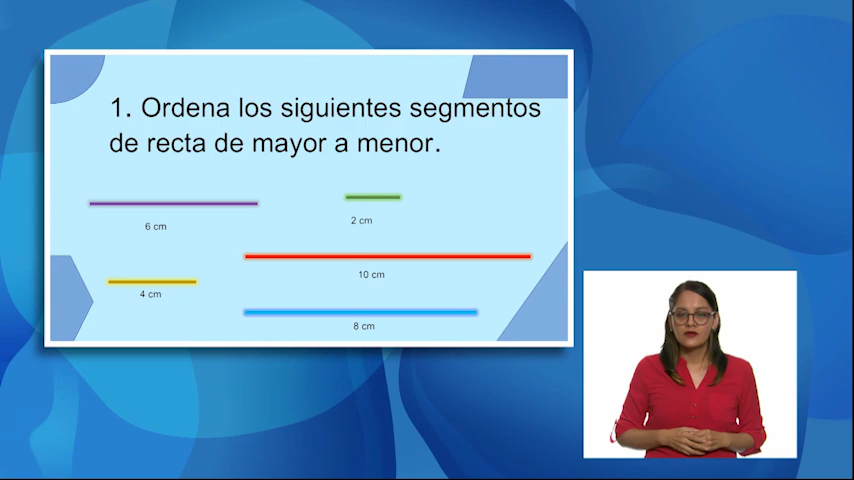 1. Ordena los siguientes segmentos
de recta de mayor a menor.
6 cm
2 cm
10 cm
4 cm
8 cm